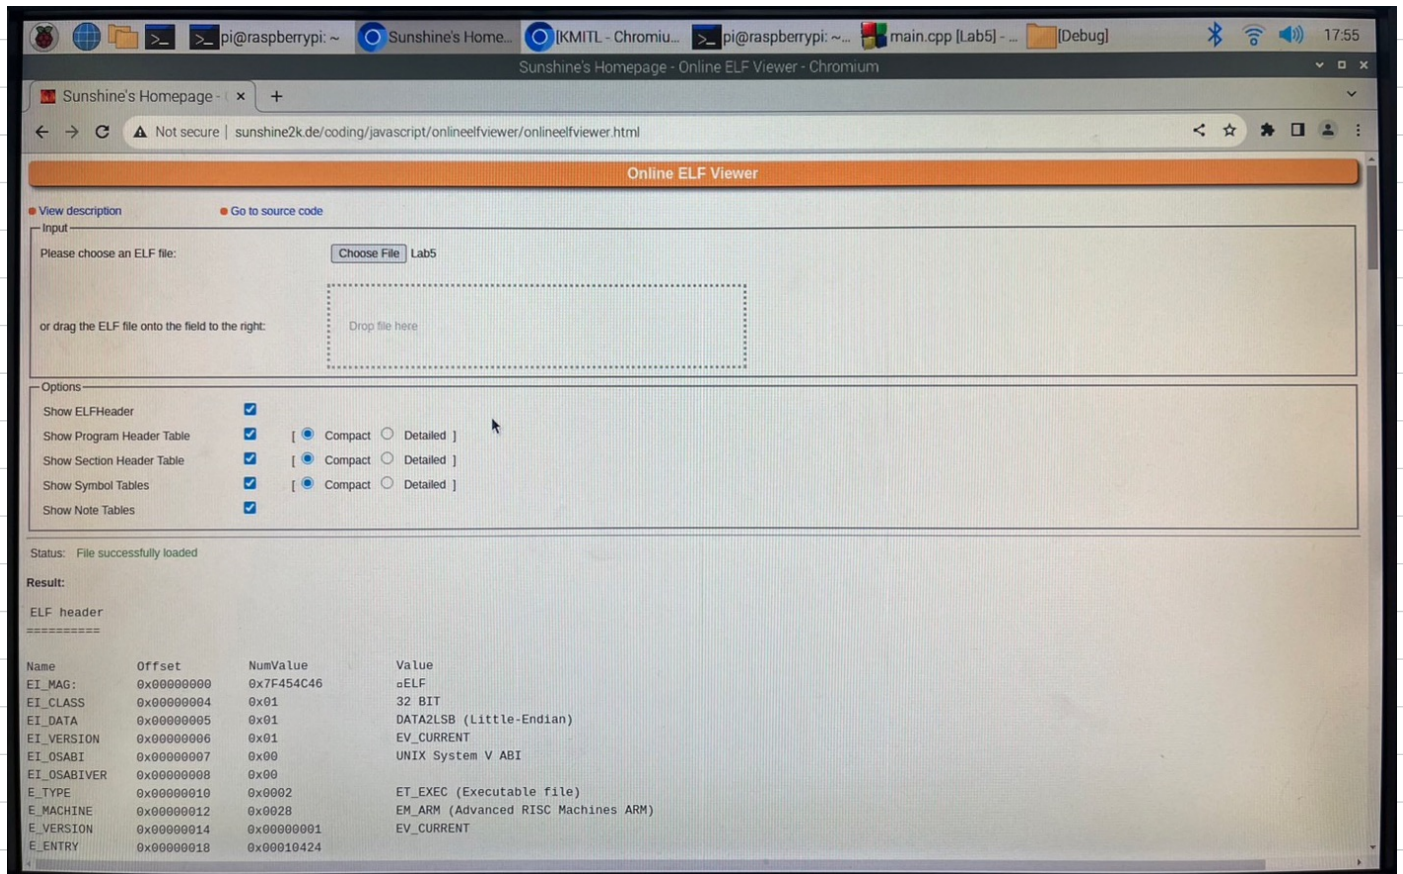 pi@raspberrypi: ~ Sunshine's Home... [KMITL - Chromiu... pi@raspberrypi: ~... main.cpp [Lab5] - ... [Debug] 17:55
Sunshine's Homepage - Online ELF Viewer - Chromium
Sunshine's Homepage -
Not secure | sunshine2k.de/coding/javascript/onlineelfviewer/onlineelfviewer.html
Online ELF Viewer
View description Go to source code
Input
Please choose an ELF file: Choose File Lab5
or drag the ELF file onto the field to the right: Drop file here
Options
Show ELFHeader
Show Program Header Table [ Compact Detailed ]
Show Section Header Table [ Compact Detailed ]
Show Symbol Tables [ Compact Detailed ]
Show Note Tables
Status: File successfully loaded
Result:
ELF header
==========
Name Offset NumValue Value
EI_MAG: 0x00000000 0x7F454C46 ▫ELF
EI_CLASS 0x00000004 0x01 32 BIT
EI_DATA 0x00000005 0x01 DATA2LSB (Little-Endian)
EI_VERSION 0x00000006 0x01 EV_CURRENT
EI_OSABI 0x00000007 0x00 UNIX System V ABI
EI_OSABIVER 0x00000008 0x00
E_TYPE 0x00000010 0x0002 ET_EXEC (Executable file)
E_MACHINE 0x00000012 0x0028 EM_ARM (Advanced RISC Machines ARM)
E_VERSION 0x00000014 0x00000001 EV_CURRENT
E_ENTRY 0x00000018 0x00010424